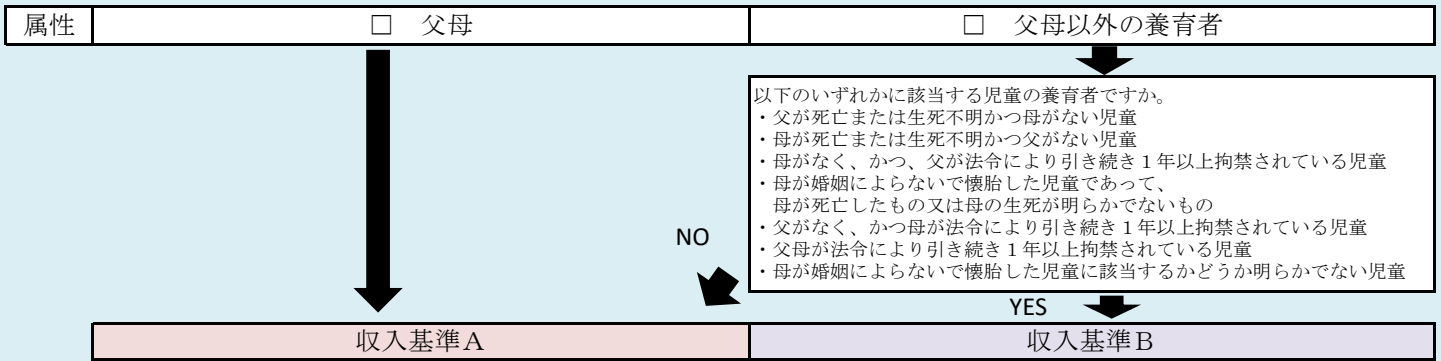 属性
□ 父母
□ 父母以外の養育者
以下のいずれかに該当する児童の養育者ですか。
・父が死亡または生死不明かつ母がない児童
・母が死亡または生死不明かつ父がない児童
・母がなく、かつ、父が法令により引き続き１年以上拘禁されている児童
・母が婚姻によらないで懐胎した児童であって、
母が死亡したもの又は母の生死が明らかでないもの
・父がなく、かつ母が法令により引き続き１年以上拘禁されている児童
・父母が法令により引き続き１年以上拘禁されている児童
・母が婚姻によらないで懐胎した児童に該当するかどうか明らかでない児童
NO
YES
収入基準Ａ
収入基準Ｂ